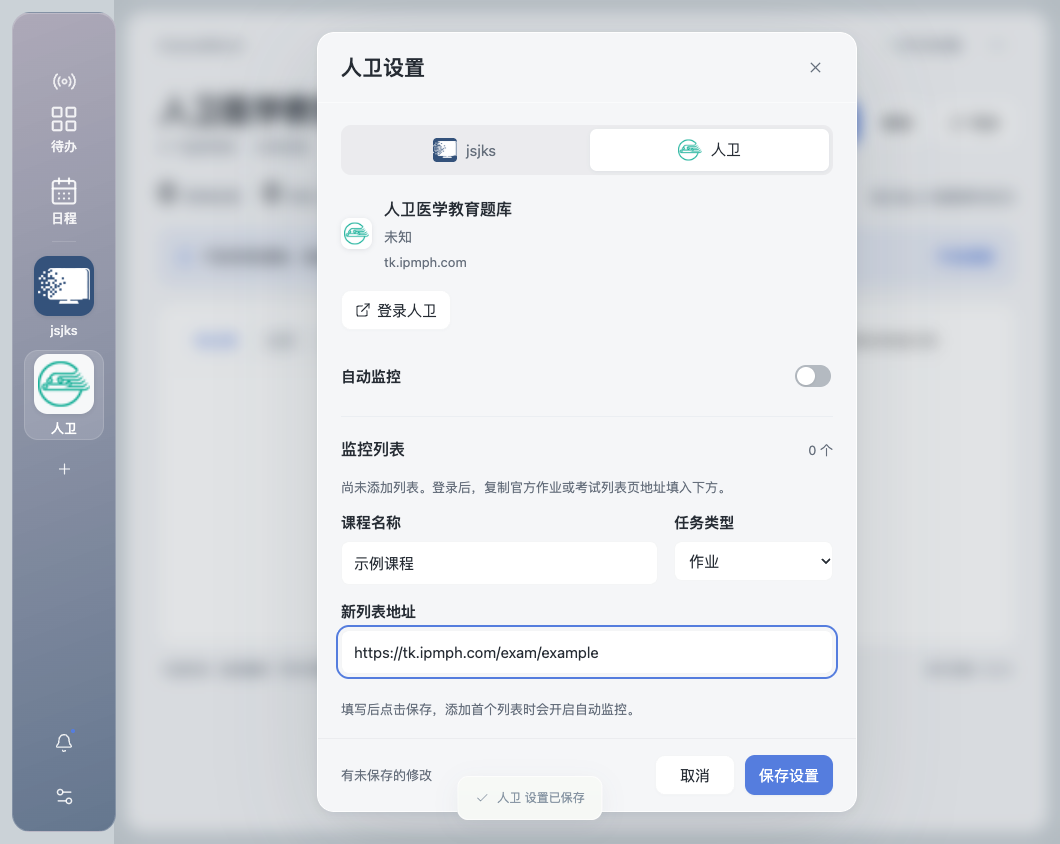 待办
日程
jsjks
人卫
人卫设置
jsjks
人卫
人卫医学教育题库
未知
tk.ipmph.com
登录人卫
自动监控
监控列表
0 个
尚未添加列表。登录后，复制官方作业或考试列表页地址填入下方。
课程名称
任务类型
示例课程
作业
新列表地址
https://tk.ipmph.com/exam/example
填写后点击保存，添加首个列表时会开启自动监控。
有未保存的修改
取消
保存设置
人卫 设置已保存